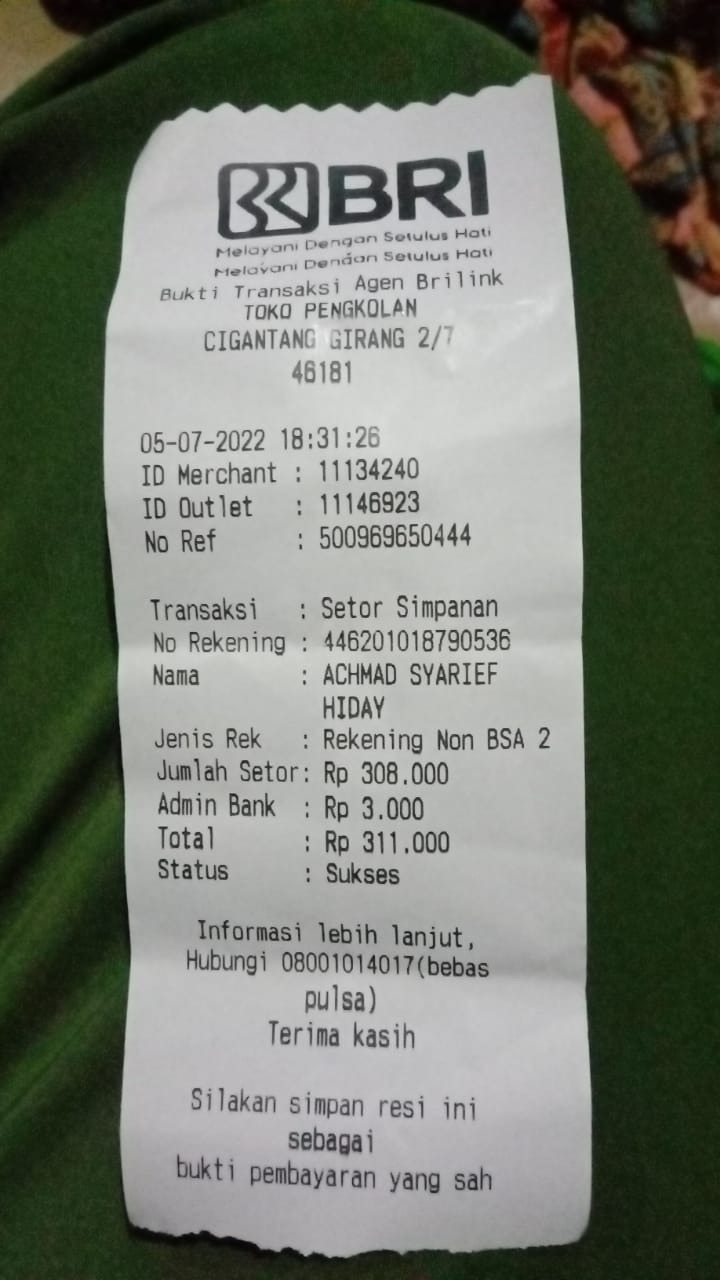 BRI
Melayani Dengan Setulus Hati
Melayani Dengan Setulus Hati
Bukti Transaksi Agen Brilink
TOKO PENGKOLAN
CIGANTANG GIRANG 2/7
46181
05-07-2022 18:31:26
ID Merchant : 11134240
ID Outlet : 11146923
No Ref : 500969650444
Transaksi : Setor Simpanan
No Rekening : 446201018790536
Nama : ACHMAD SYARIEF
HIDAY
Jenis Rek : Rekening Non BSA 2
Jumlah Setor: Rp 308.000
Admin Bank : Rp 3.000
Total : Rp 311.000
Status : Sukses
Informasi lebih lanjut,
Hubungi 08001014017(bebas
pulsa)
Terima kasih
Silakan simpan resi ini
sebagai
bukti pembayaran yang sah